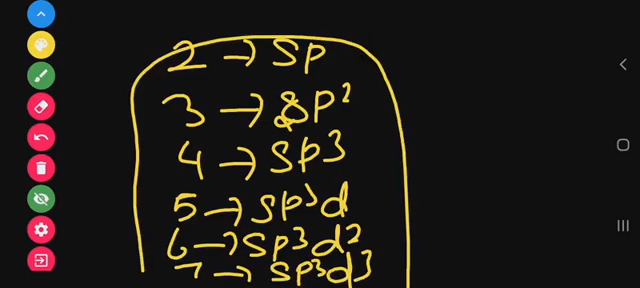 2 → sp
3 → sp²
4 → sp3
5 → sp³d
6 → sp³d²
7 → sp³d3